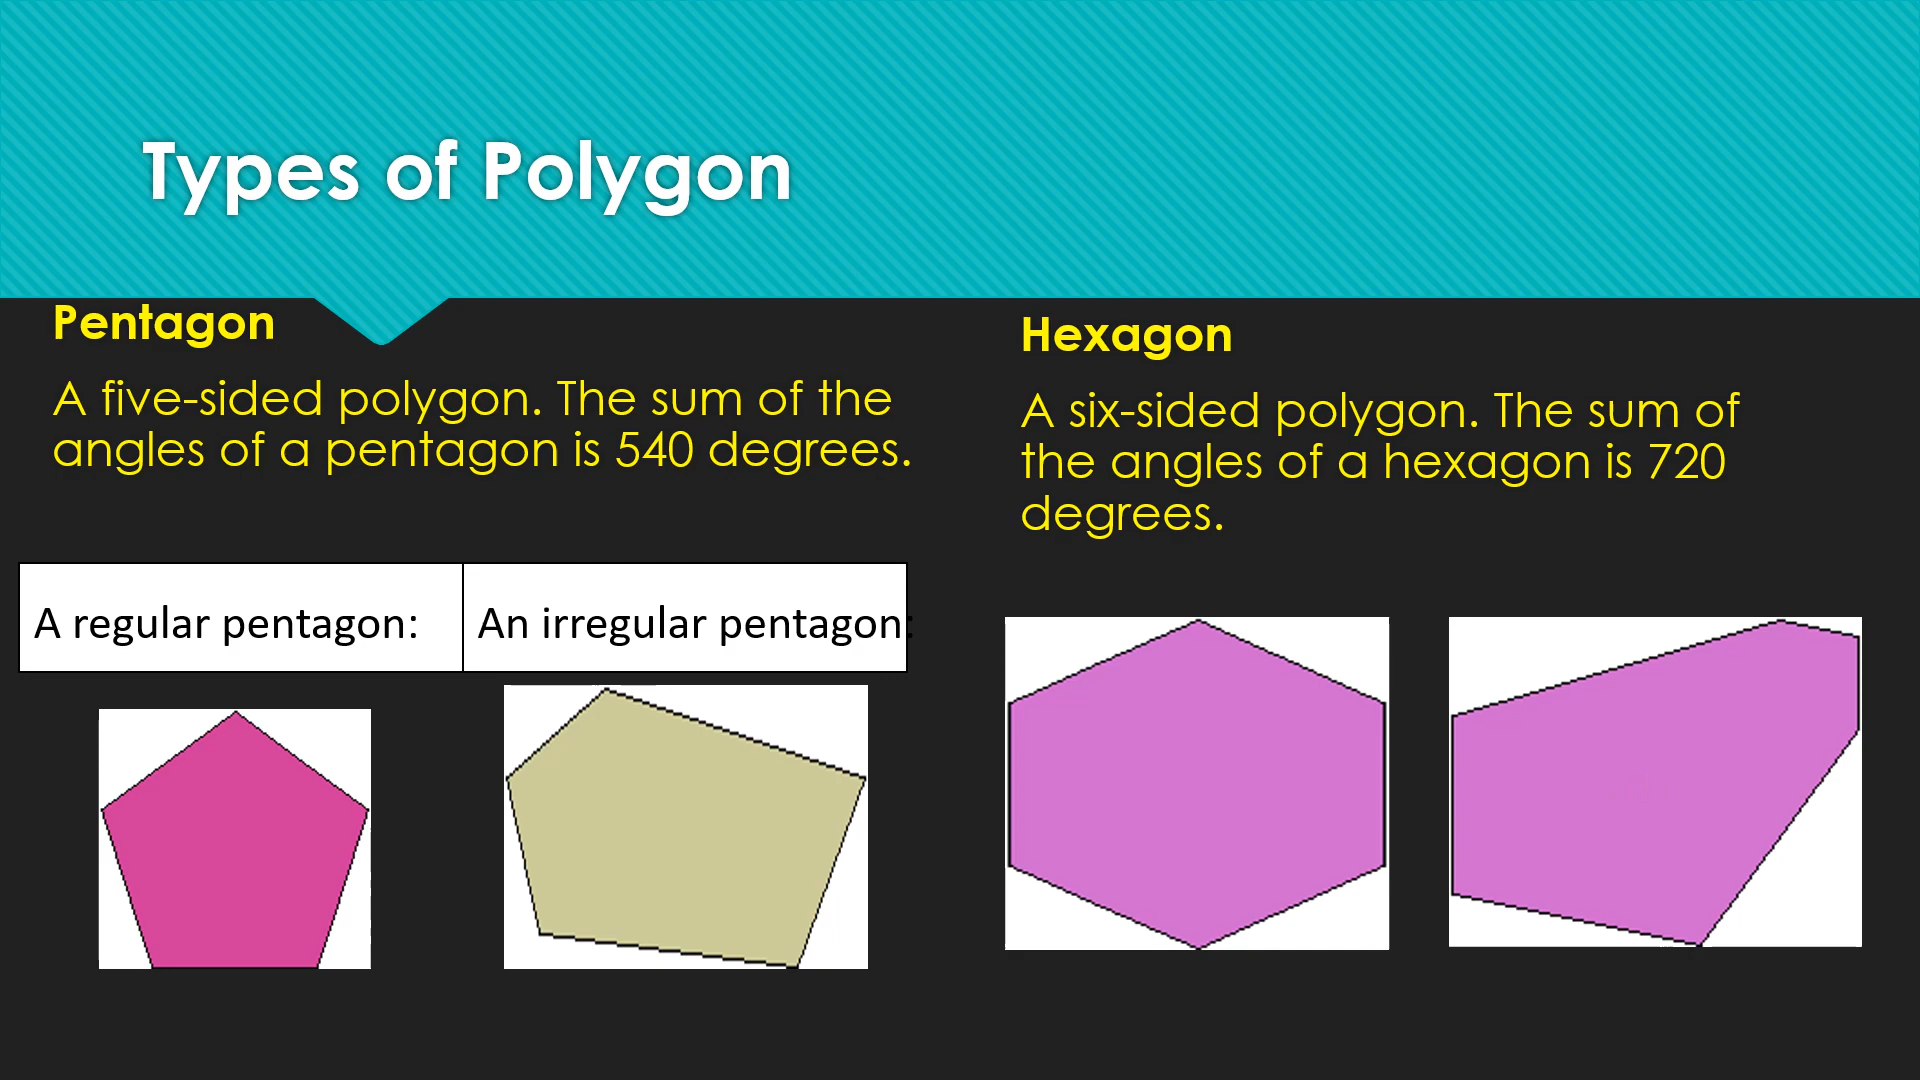 Types of Polygon
Pentagon
A five-sided polygon. The sum of the
angles of a pentagon is 540 degrees.
A regular pentagon:
An irregular pentagon:
Hexagon
A six-sided polygon. The sum of
the angles of a hexagon is 720
degrees.